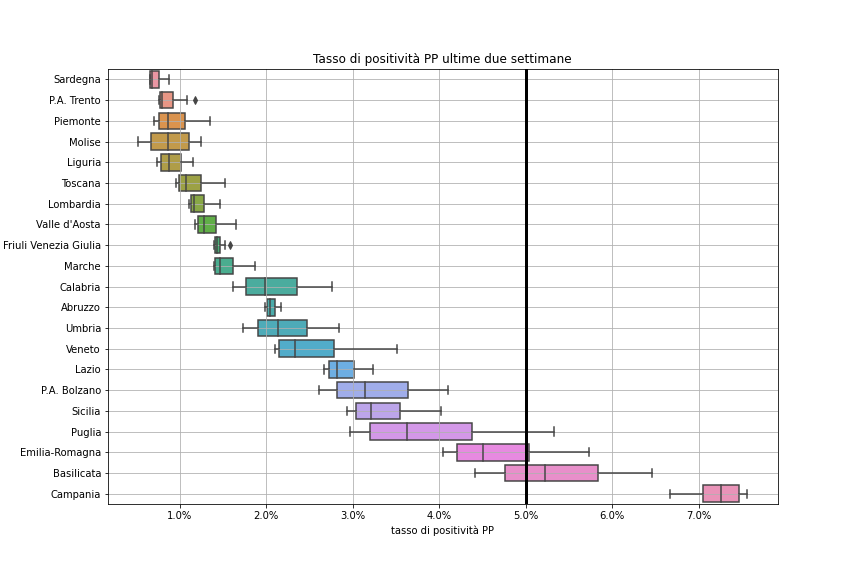 Tasso di positività PP ultime due settimane
Sardegna
P.A. Trento
Piemonte
Molise
Liguria
Toscana
Lombardia
Valle d'Aosta
Friuli Venezia Giulia
Marche
Calabria
Abruzzo
Umbria
Veneto
Lazio
P.A. Bolzano
Sicilia
Puglia
Emilia-Romagna
Basilicata
Campania
1.0% 2.0% 3.0% 4.0% 5.0% 6.0% 7.0%
tasso di positività PP